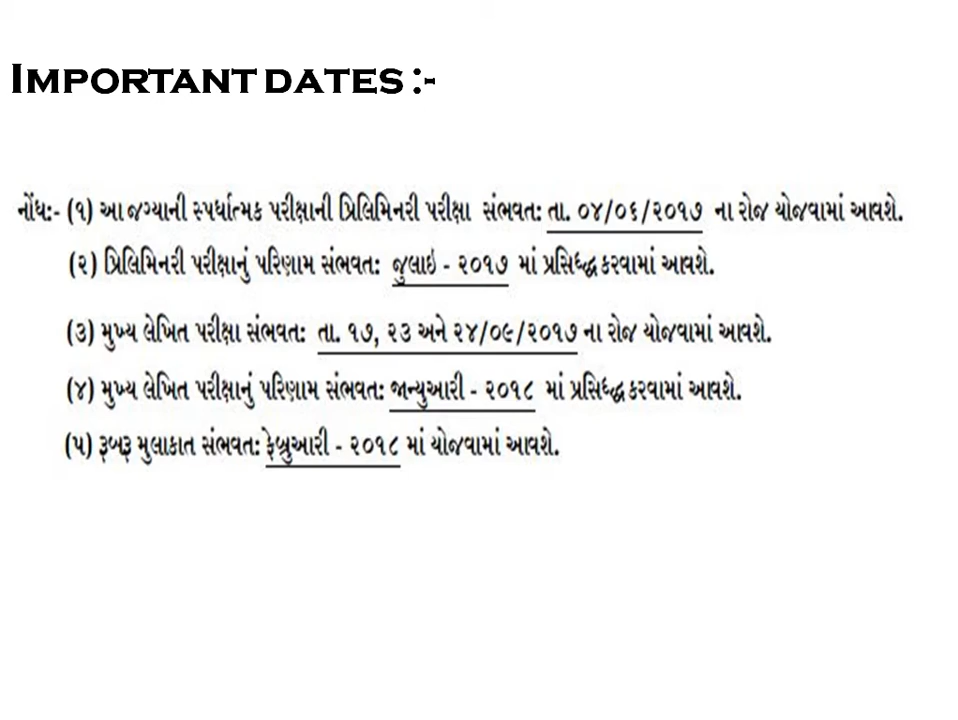 IMPORTANT DATES :-
નોંધ:- (૧) આ જગ્યાની સ્પર્ધાત્મક પરીક્ષાની પ્રિલિમિનરી પરીક્ષા સંભવત: તા. ૦૪/૦૬/૨૦૧૭ ના રોજ યોજવામાં આવશે.
(૨) પ્રિલિમિનરી પરીક્ષાનું પરિણામ સંભવત: જુલાઇ - ૨૦૧૭ માં પ્રસિધ્ધ કરવામાં આવશે.
(૩) મુખ્ય લેખિત પરીક્ષા સંભવત: તા. ૧૭, ૨૩ અને ૨૪/૦૯/૨૦૧૭ ના રોજ યોજવામાં આવશે.
(૪) મુખ્ય લેખિત પરીક્ષાનું પરિણામ સંભવત: જાન્યુઆરી - ૨૦૧૮ માં પ્રસિધ્ધ કરવામાં આવશે.
(૫) રૂબરૂ મુલાકાત સંભવત: ફેબ્રુઆરી - ૨૦૧૮ માં યોજવામાં આવશે.